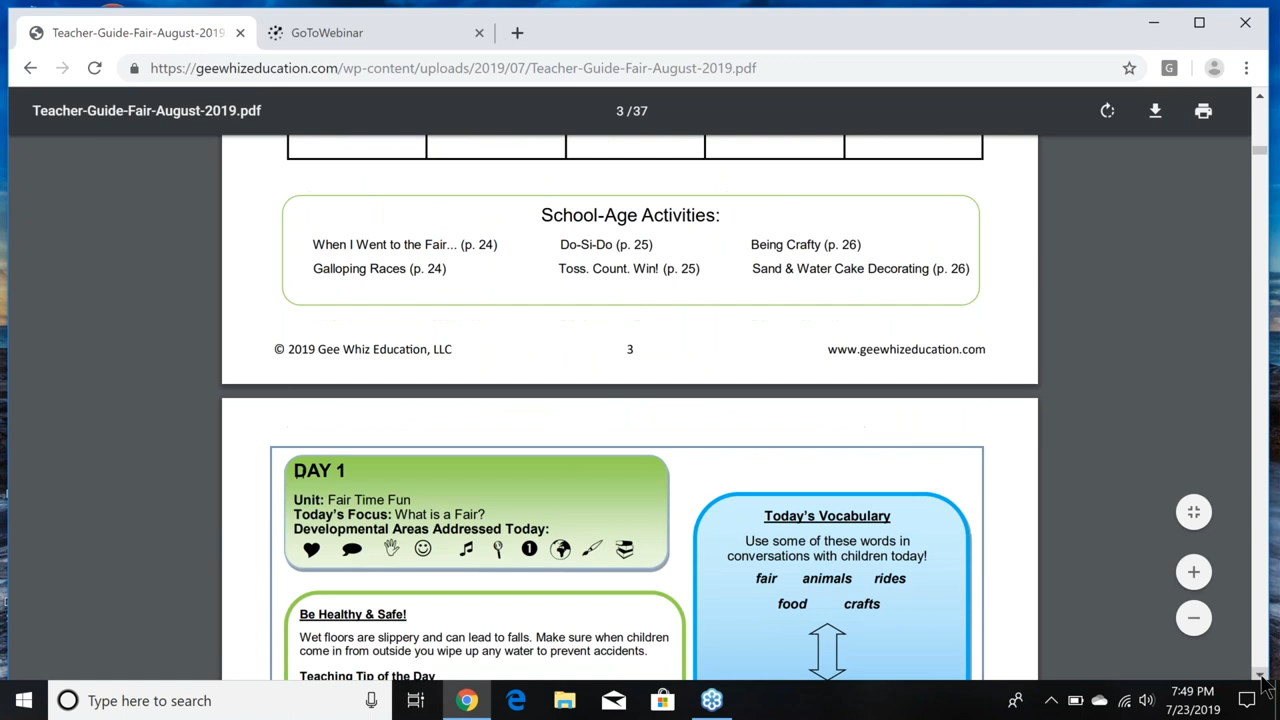 Teacher-Guide-Fair-August-2019
GoToWebinar
https://geewhizeducation.com/wp-content/uploads/2019/07/Teacher-Guide-Fair-August-2019.pdf
G
Teacher-Guide-Fair-August-2019.pdf
3 / 37
School-Age Activities:
When I Went to the Fair... (p. 24) Do-Si-Do (p. 25) Being Crafty (p. 26)
Galloping Races (p. 24) Toss. Count. Win! (p. 25) Sand & Water Cake Decorating (p. 26)
© 2019 Gee Whiz Education, LLC 3 www.geewhizeducation.com
DAY 1
Unit: Fair Time Fun
Today's Focus: What is a Fair?
Developmental Areas Addressed Today:
1
Today's Vocabulary
Use some of these words in
conversations with children today!
fair animals rides
food crafts
Be Healthy & Safe!
Wet floors are slippery and can lead to falls. Make sure when children
come in from outside you wipe up any water to prevent accidents.
Teaching Tip of the Day
Type here to search
7:49 PM
7/23/2019